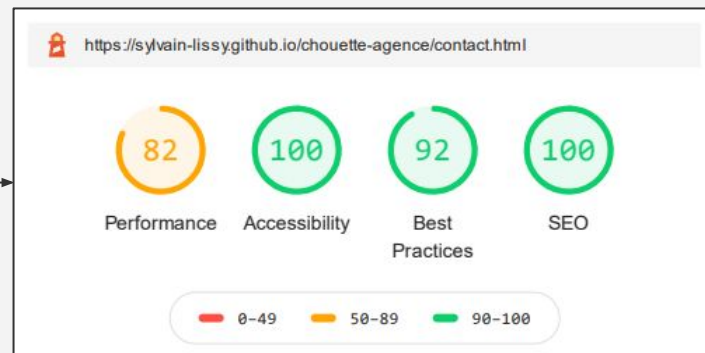 https://sylvain-lissy.github.io/chouette-agence/contact.html
82 100 92 100
Performance Accessibility Best Practices SEO
0–49 50–89 90–100